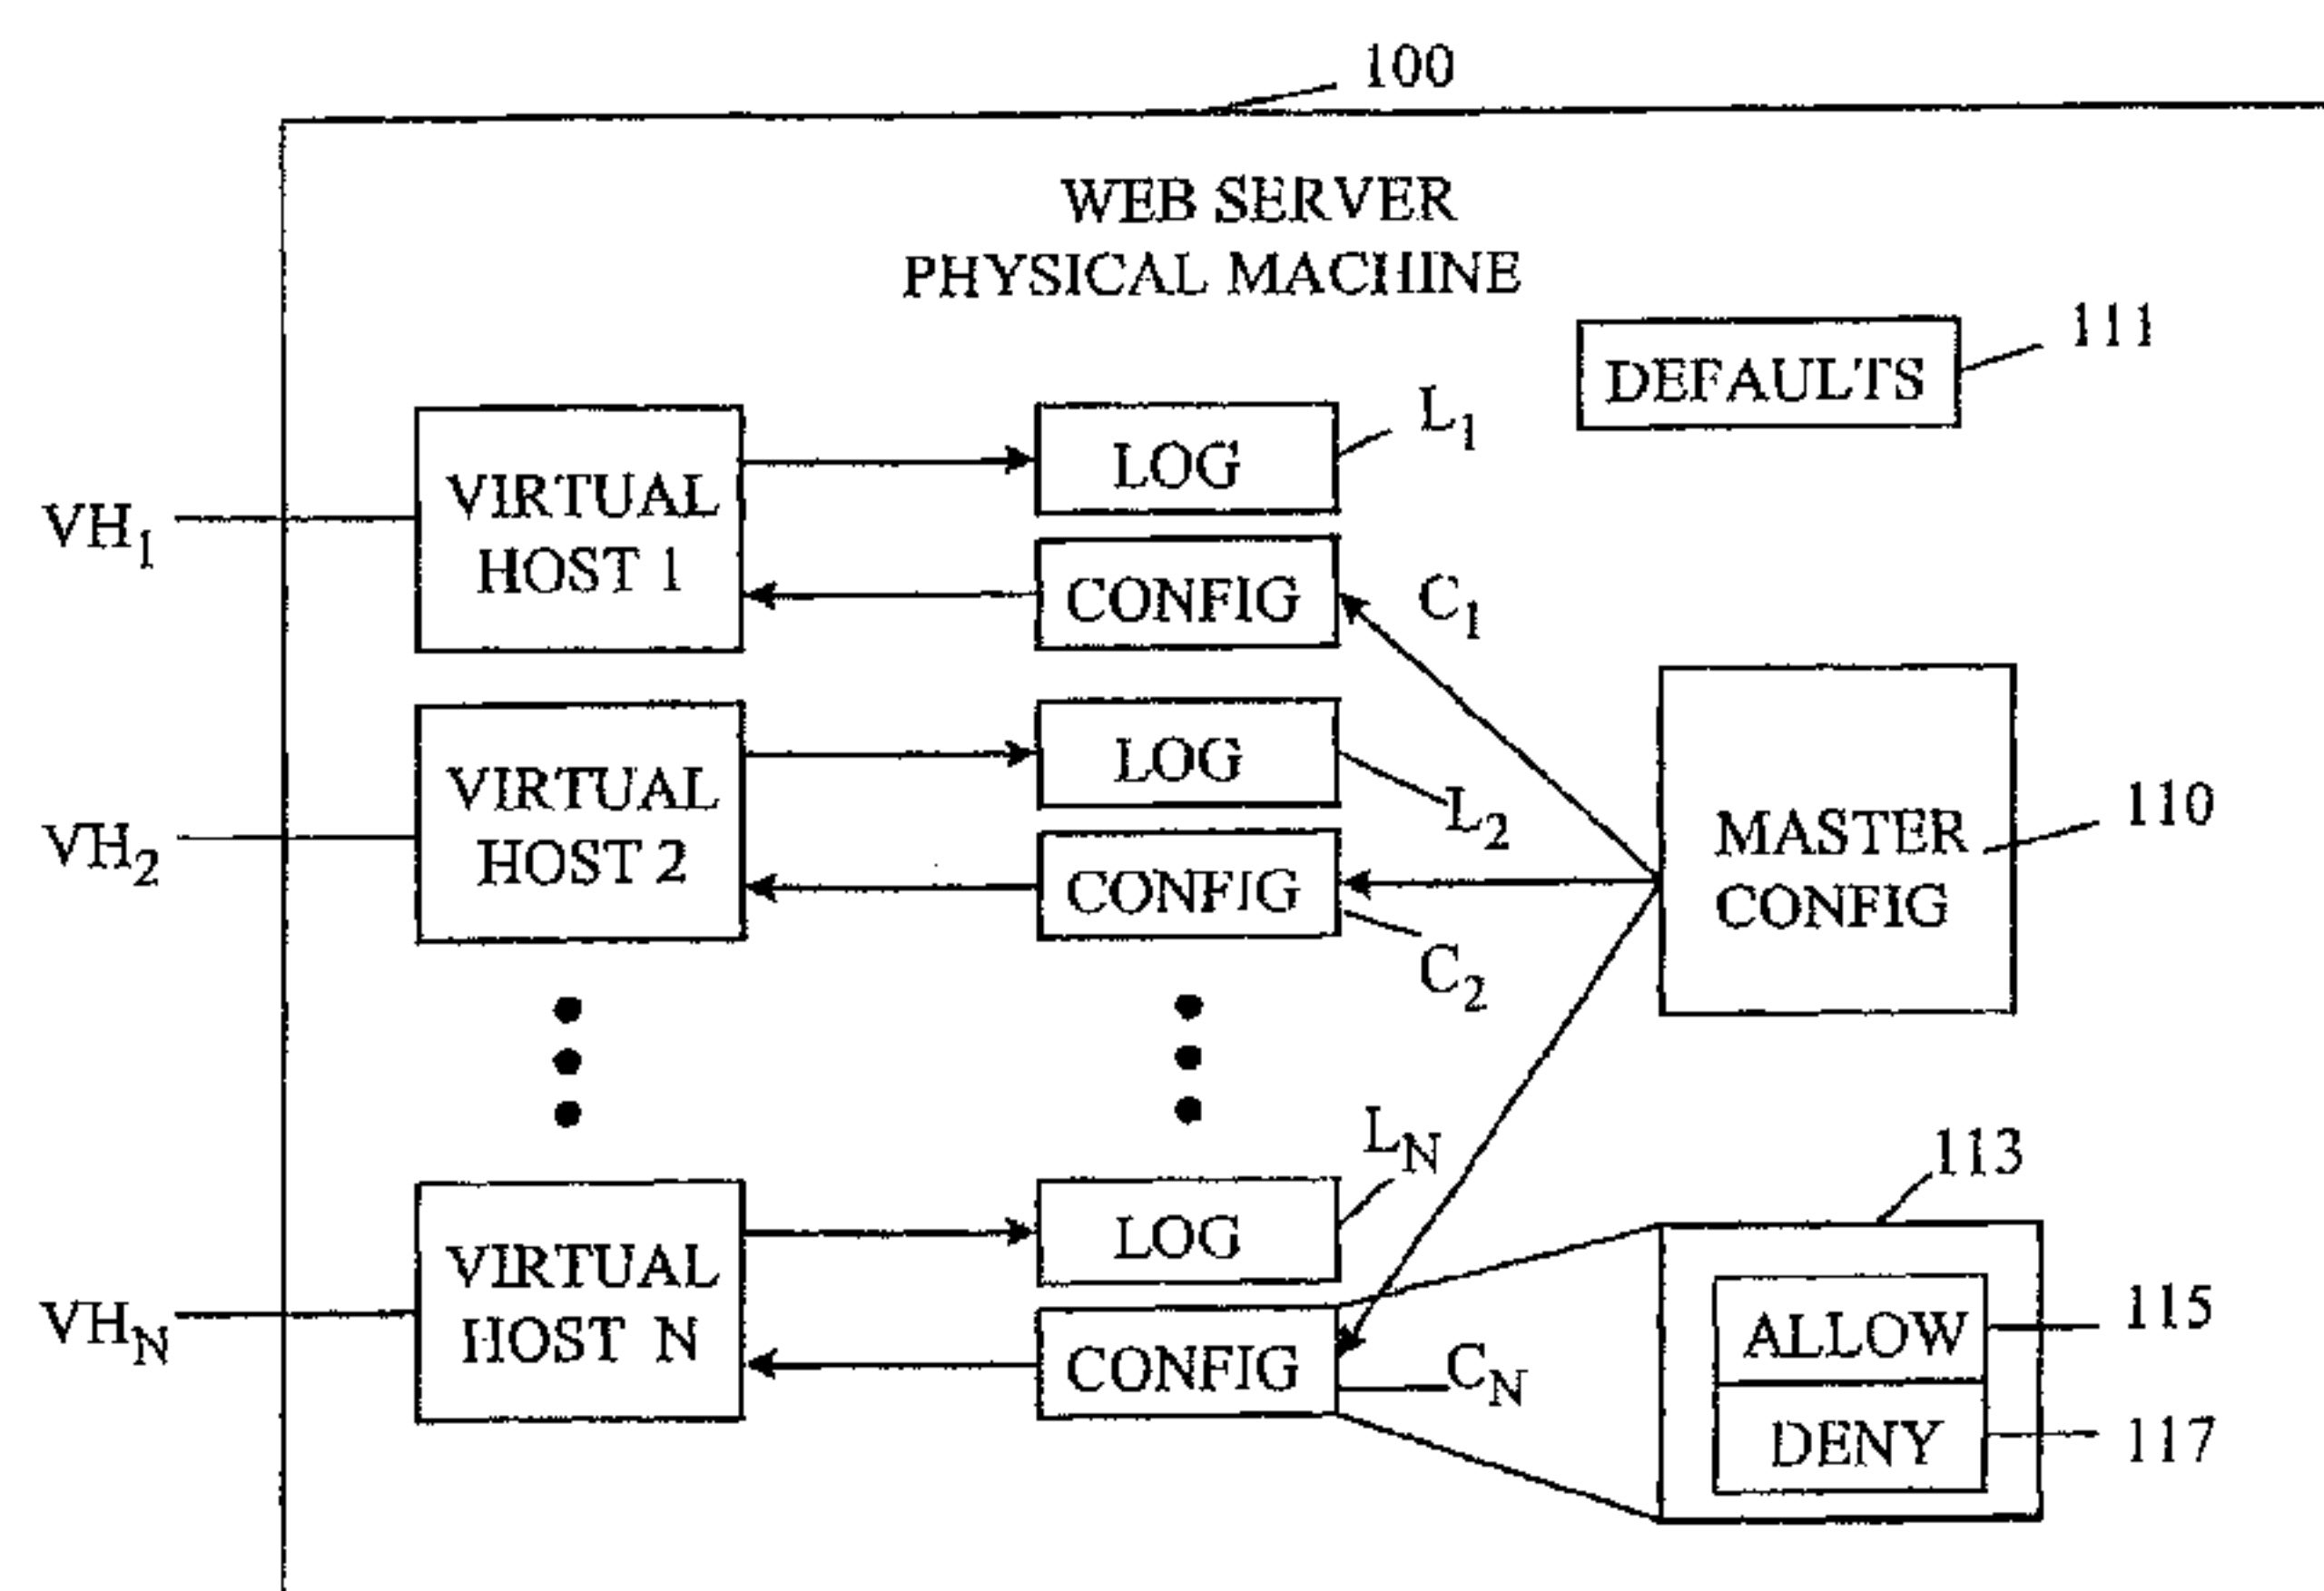 100
WEB SERVER
PHYSICAL MACHINE
111
DEFAULTS
L1
LOG
VIRTUAL
HOST 1
VH1
CONFIG
C1
LOG
L2
VIRTUAL
HOST 2
VH2
CONFIG
C2
MASTER
CONFIG
110
LN
LOG
VIRTUAL
HOST N
VHN
CONFIG
CN
113
ALLOW
115
DENY
117